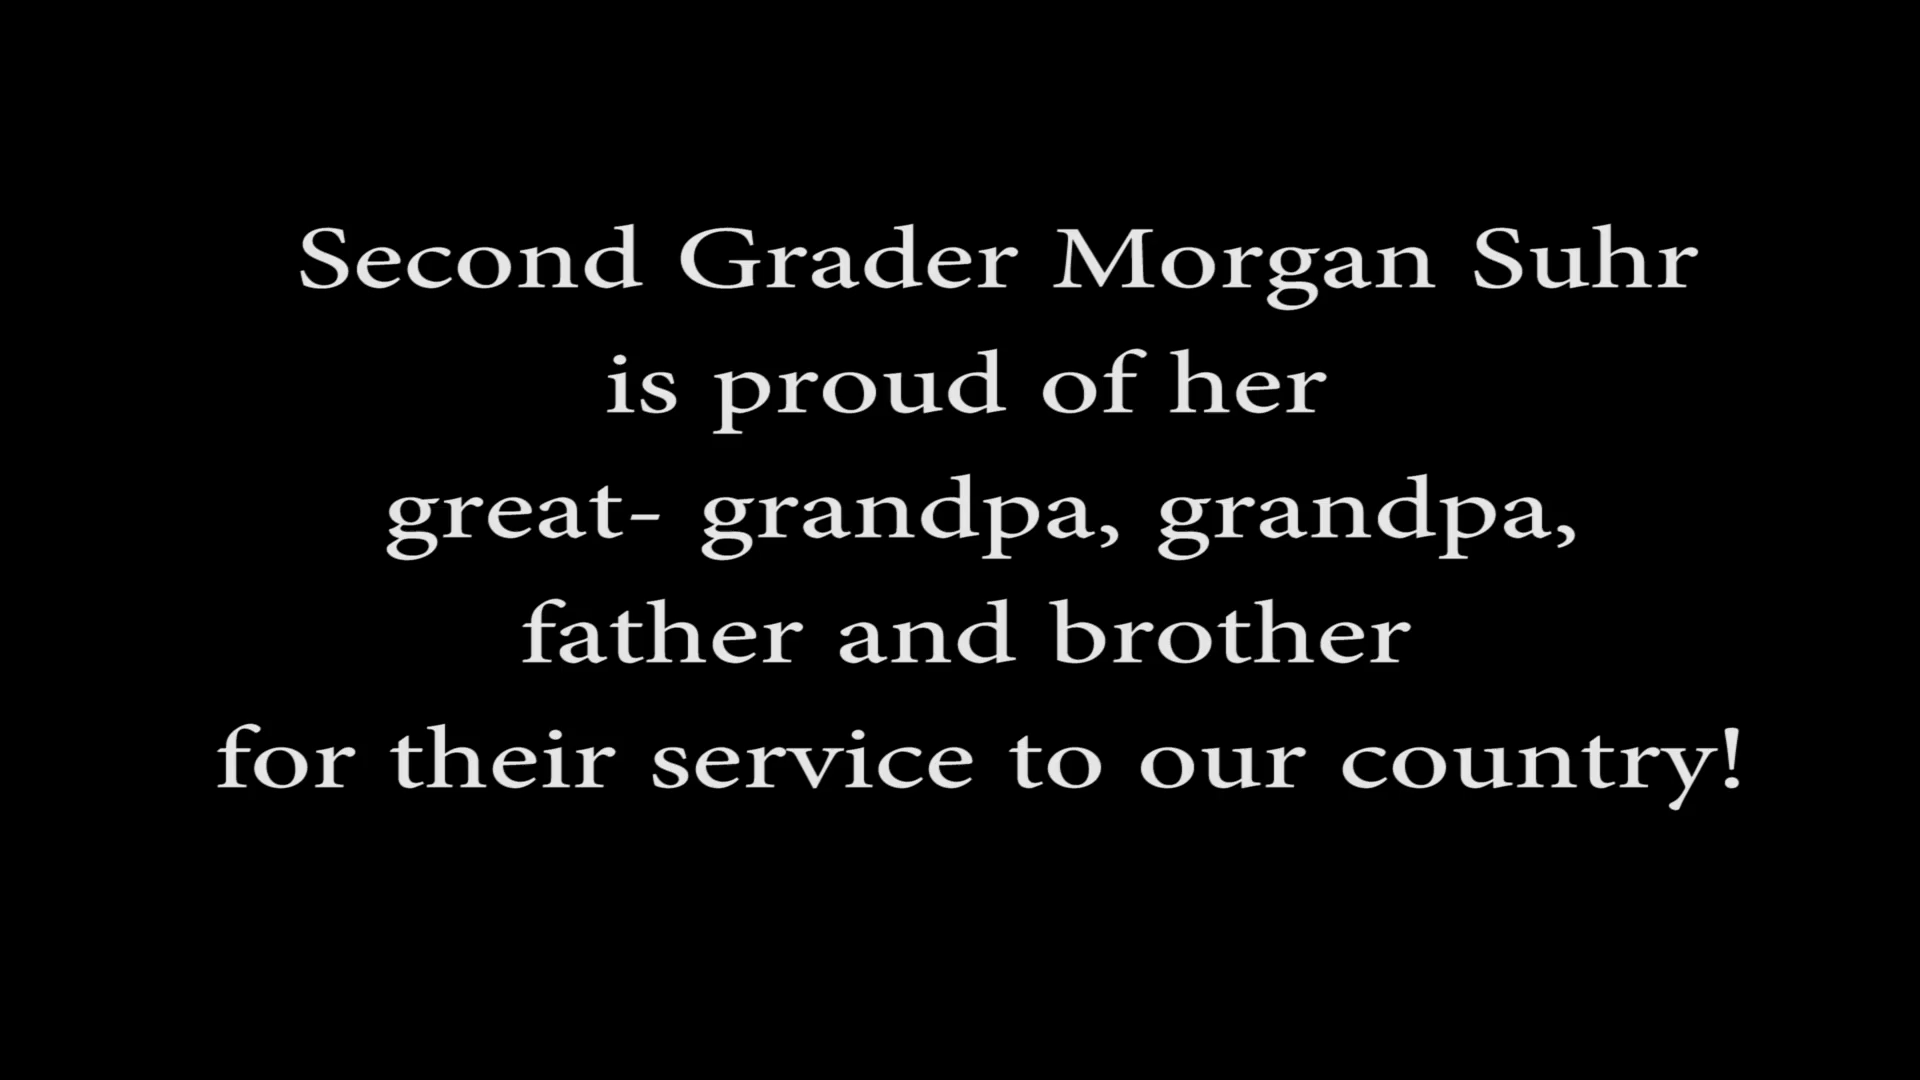 Second Grader Morgan Suhr
is proud of her
great- grandpa, grandpa,
father and brother
for their service to our country!